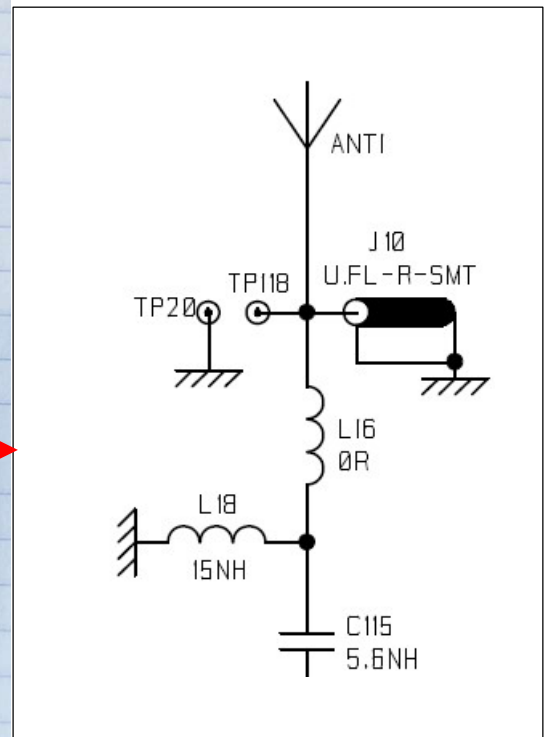 ANT1
J10
U.FL-R-SMT
TP118
TP20
L16
0R
L18
15NH
C115
5.6NH